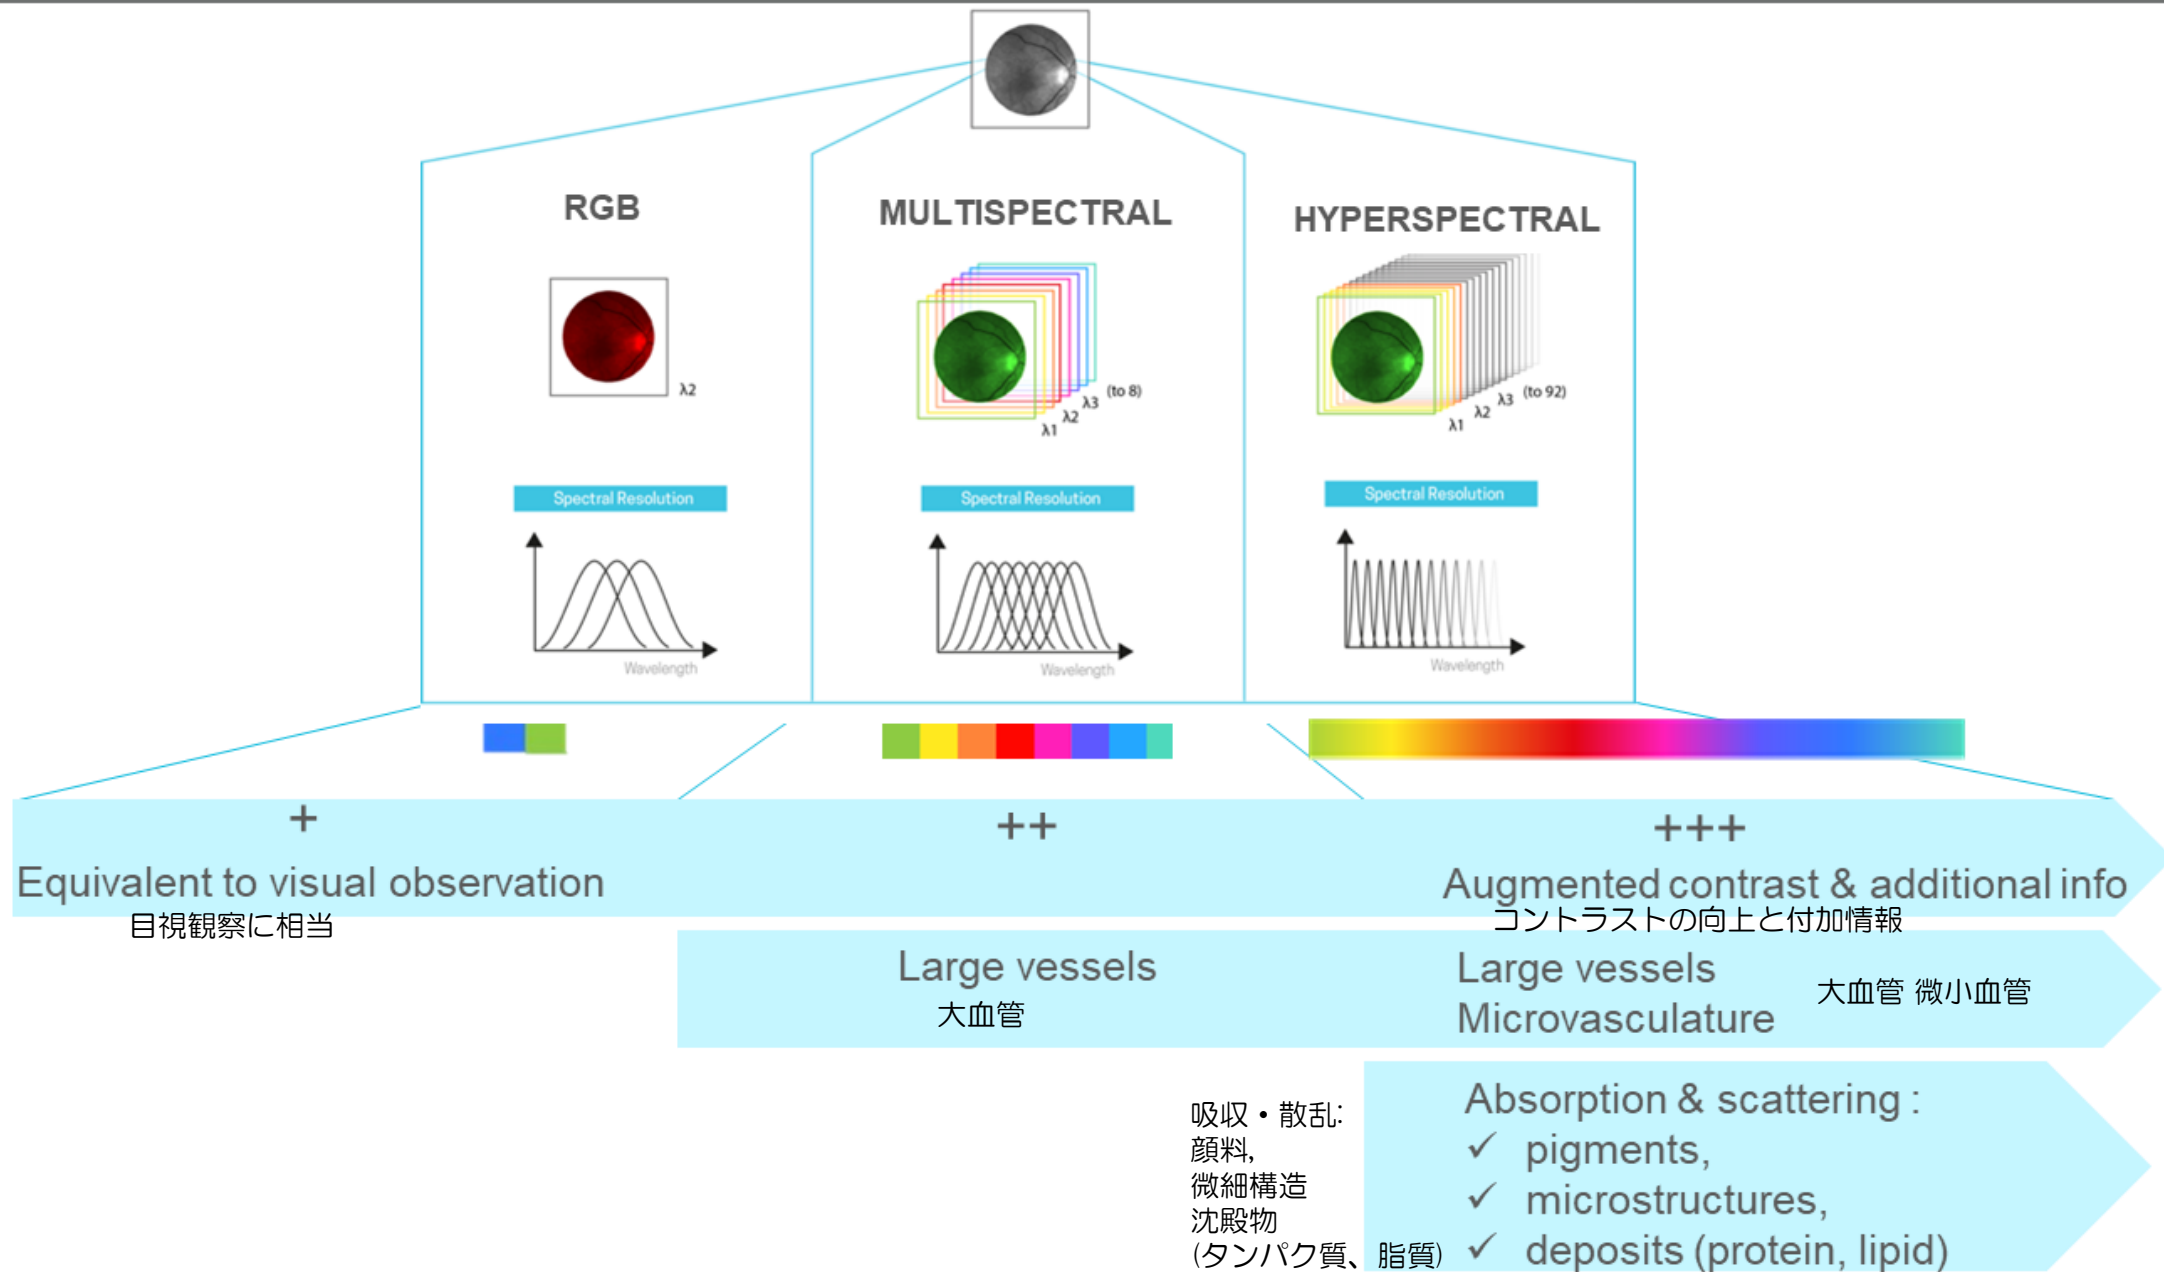 RGB
MULTISPECTRAL
HYPERSPECTRAL
λ2
λ1
λ2
λ3
(to 8)
λ1
λ2
λ3
(to 92)
Spectral Resolution
Spectral Resolution
Spectral Resolution
Wavelength
Wavelength
Wavelength
+
++
+++
Equivalent to visual observation
目視観察に相当
Augmented contrast & additional info
コントラストの向上と付加情報
Large vessels
大血管
Large vessels
Microvasculature
大血管 微小血管
吸収・散乱:
顔料,
微細構造
沈殿物
(タンパク質、脂質)
Absorption & scattering :
✓ pigments,
✓ microstructures,
✓ deposits (protein, lipid)